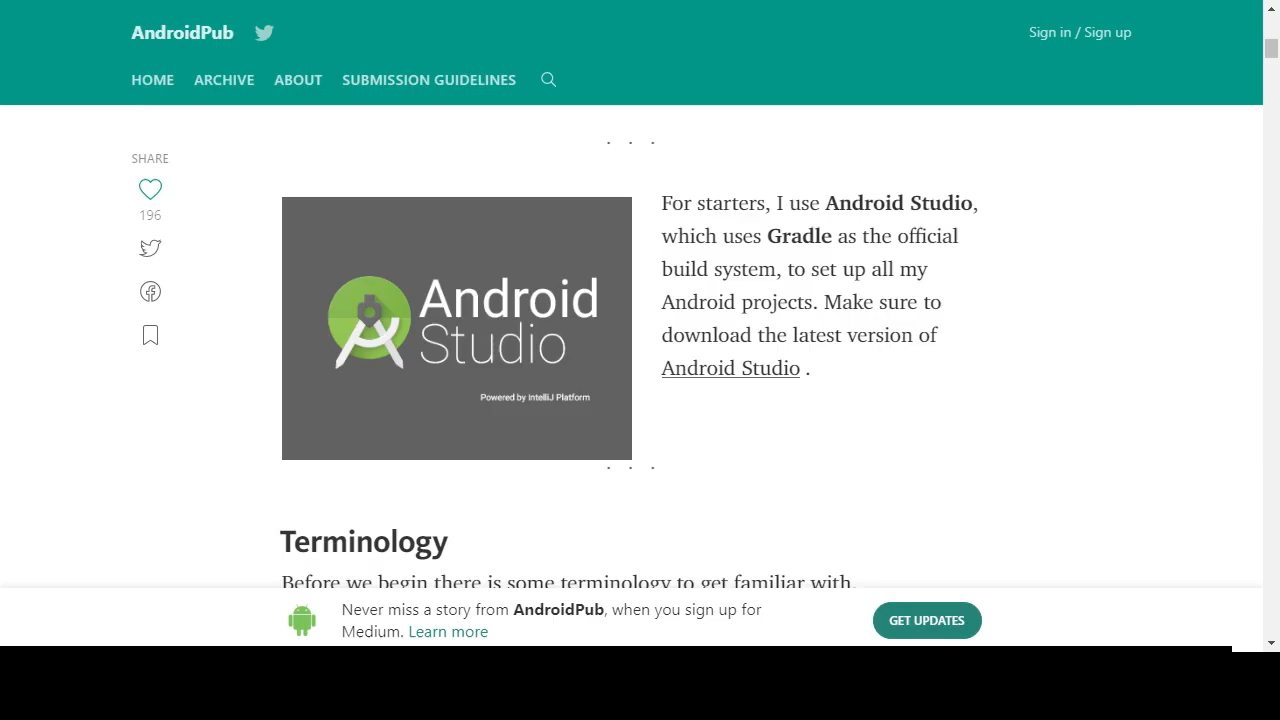 AndroidPub
Sign in / Sign up
HOME ARCHIVE ABOUT SUBMISSION GUIDELINES
. . .
SHARE
196
Android
Studio
Powered by IntelliJ Platform
For starters, I use Android Studio,
which uses Gradle as the official
build system, to set up all my
Android projects. Make sure to
download the latest version of
Android Studio .
. . .
Terminology
Before we begin there is some terminology to get familiar with.
Never miss a story from AndroidPub, when you sign up for
Medium. Learn more
GET UPDATES